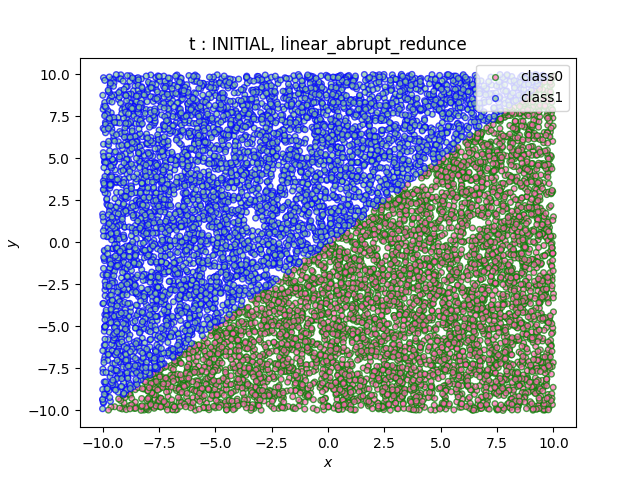 t : INITIAL, linear_abrupt_redunce
class0
class1
10.0
7.5
5.0
2.5
0.0
−2.5
−5.0
−7.5
−10.0
y
−10.0 −7.5 −5.0 −2.5 0.0 2.5 5.0 7.5 10.0
x